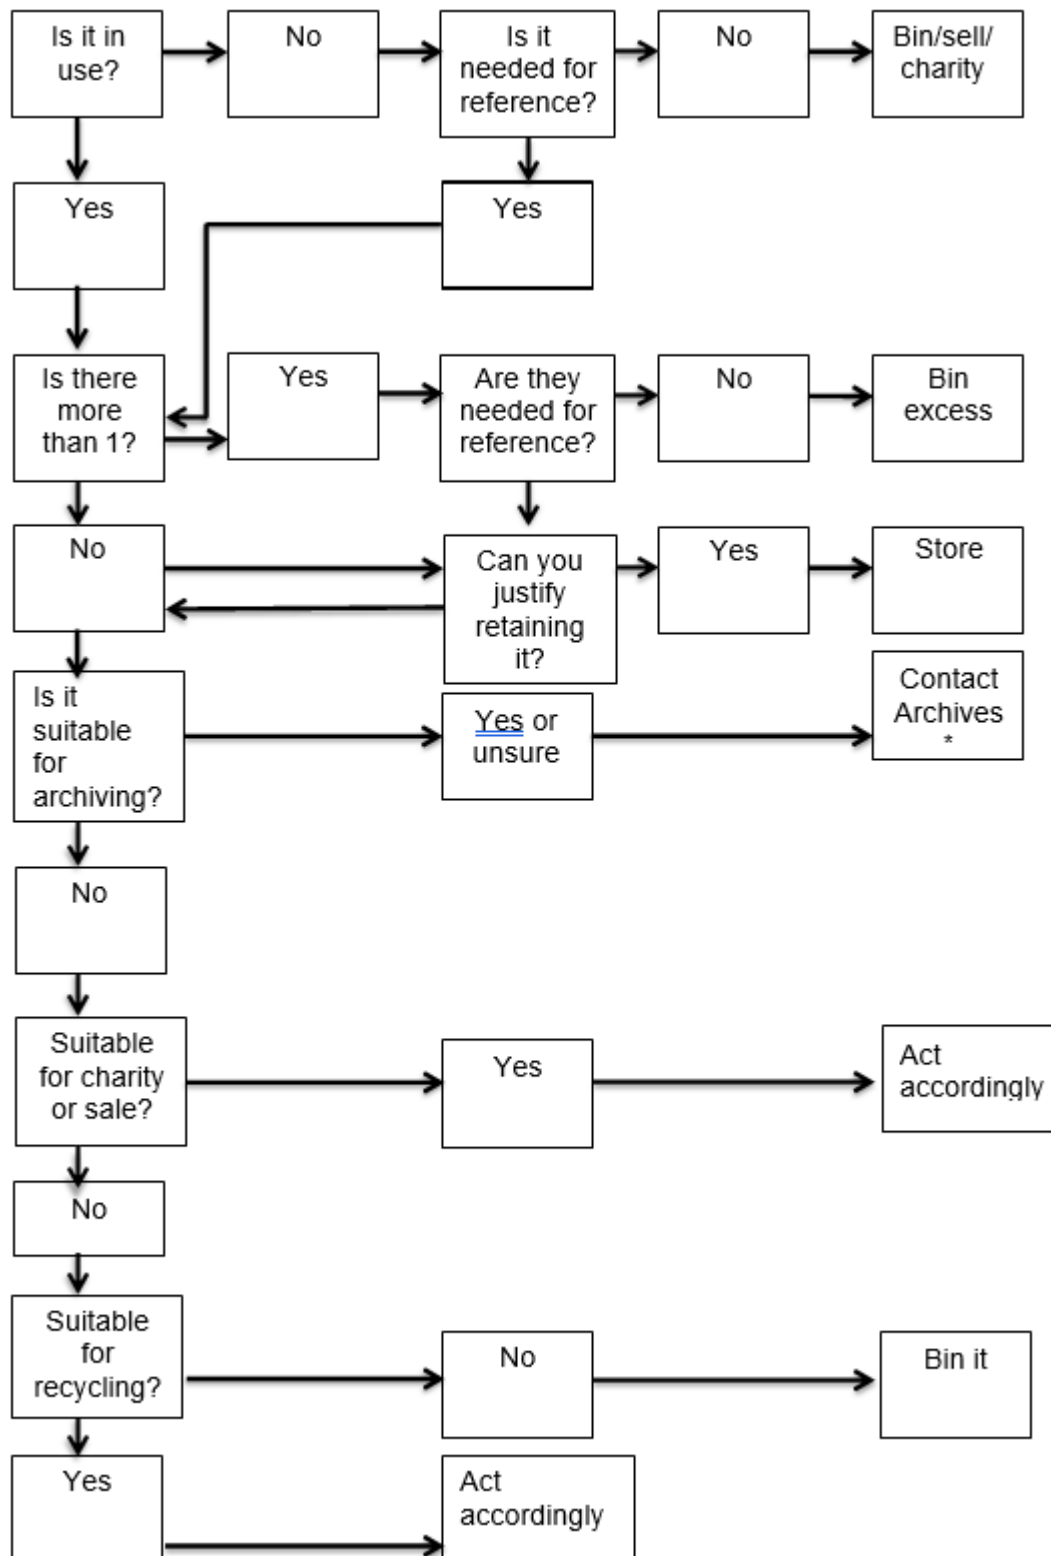 Is it in
use?
No
Is it
needed for
reference?
No
Bin/sell/
charity
Yes
Yes
Is there
more
than 1?
Yes
Are they
needed for
reference?
No
Bin
excess
No
Can you
justify
retaining
it?
Yes
Store
Is it
suitable
for
archiving?
Yes or
unsure
Contact
Archives
*
No
Suitable
for charity
or sale?
Yes
Act
accordingly
No
Suitable
for
recycling?
No
Bin it
Yes
Act
accordingly